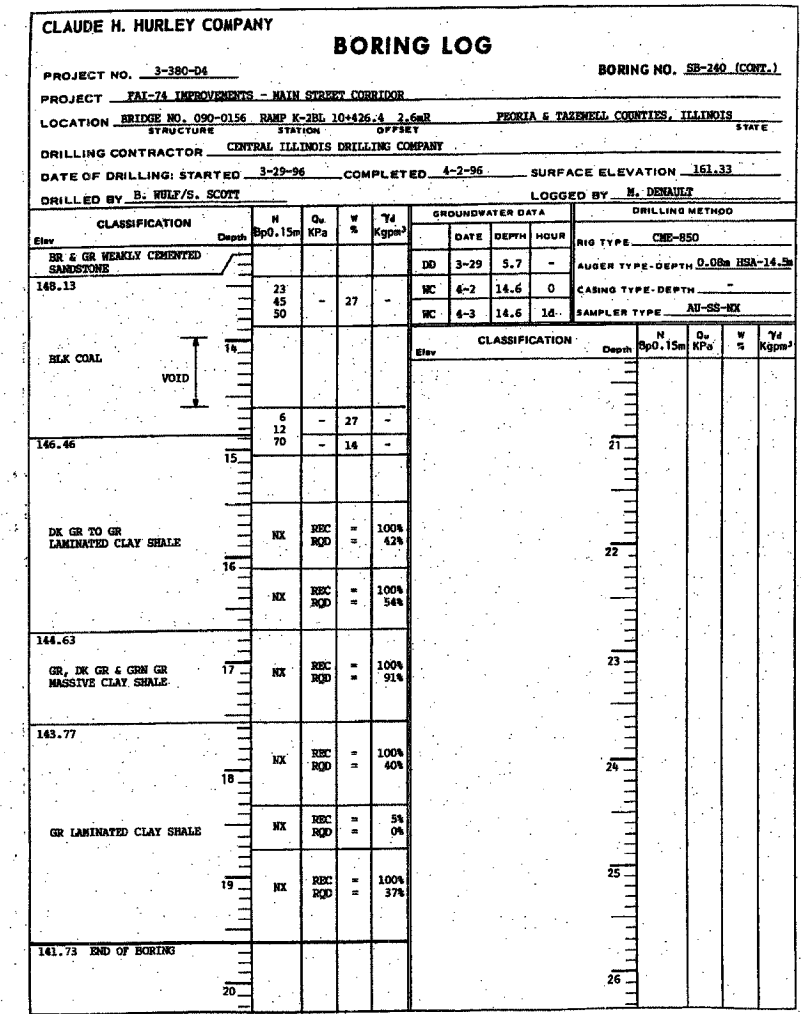 CLAUDE H. HURLEY COMPANY
BORING LOG
PROJECT NO. 3-380-D4 BORING NO. SB-240 (CONT.)
PROJECT FAI-74 IMPROVEMENTS - MAIN STREET CORRIDOR
LOCATION BRIDGE NO. 090-0156 RAMP K-2BL 10+426.4 2.6mR PEORIA & TAZEWELL COUNTIES, ILLINOIS
STRUCTURE STATION OFFSET STATE
DRILLING CONTRACTOR CENTRAL ILLINOIS DRILLING COMPANY
DATE OF DRILLING: STARTED 3-29-96 COMPLETED 4-2-96 SURFACE ELEVATION 161.33
DRILLED BY B. WULF/S. SCOTT LOGGED BY M. DENAULT
CLASSIFICATION
Elev Depth
N Bp0.15m Qu KPa W % γd Kgpm³
BR & GR WEAKLY CEMENTED
SANDSTONE
148.13
23
45 - 27 -
50
14
BLK COAL
VOID
6 - 27 -
12
70 - 14 -
146.46
15
DK GR TO GR
LAMINATED CLAY SHALE
NX REC = 100%
RQD = 42%
16
NX REC = 100%
RQD = 54%
144.63
GR, DK GR & GRN GR
MASSIVE CLAY SHALE
17
NX REC = 100%
RQD = 91%
143.77
NX REC = 100%
RQD = 40%
18
GR LAMINATED CLAY SHALE
NX REC = 5%
RQD = 0%
19
NX REC = 100%
RQD = 37%
141.73 END OF BORING
20
GROUNDWATER DATA
DATE DEPTH HOUR
DD 3-29 5.7 -
WC 4-2 14.6 0
WC 4-3 14.6 1d
DRILLING METHOD
RIG TYPE CME-850
AUGER TYPE-DEPTH 0.08m HSA-14.5m
CASING TYPE-DEPTH -
SAMPLER TYPE AU-SS-NX
CLASSIFICATION
Elev Depth
N Bp0.15m Qu KPa W % γd Kgpm³
21
22
23
24
25
26